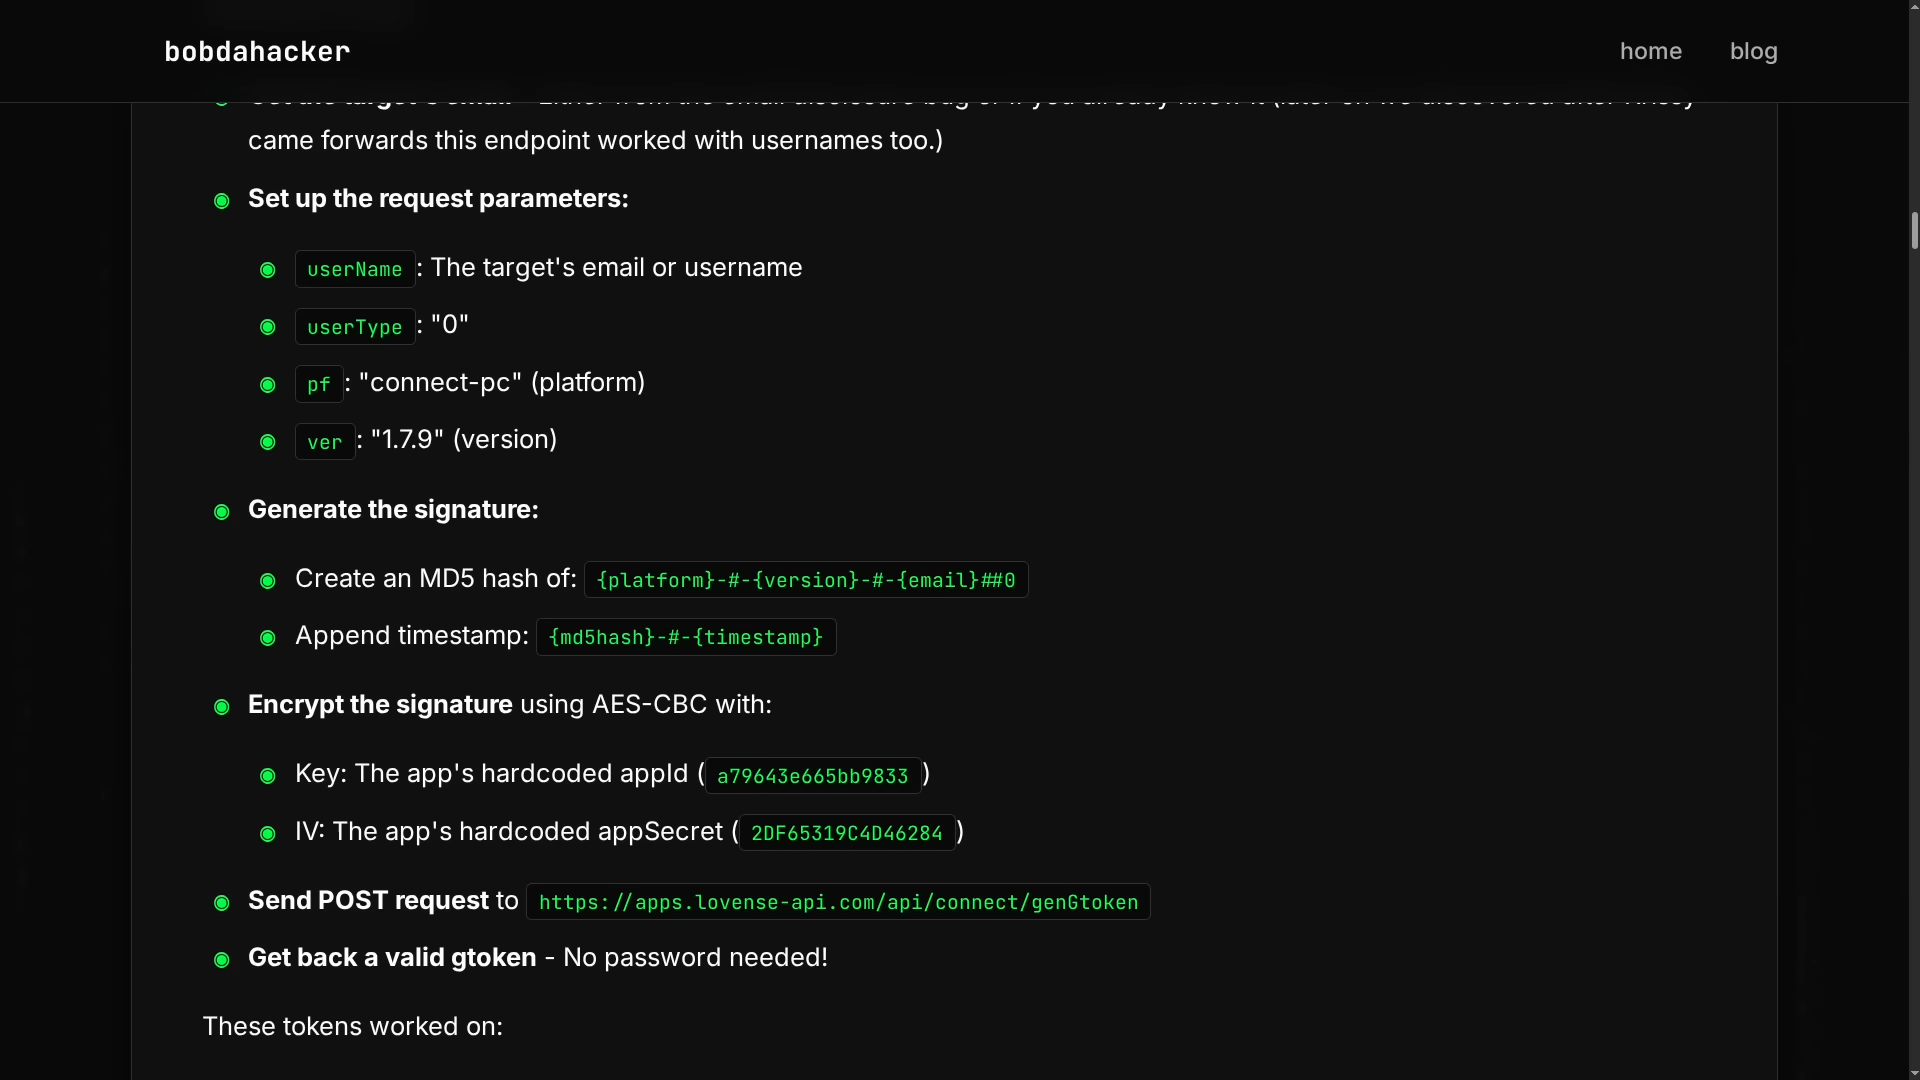 bobdahacker
home
blog
came forwards this endpoint worked with usernames too.)
Set up the request parameters:
userName : The target's email or username
userType : "0"
pf : "connect-pc" (platform)
ver : "1.7.9" (version)
Generate the signature:
Create an MD5 hash of: {platform}-#-{version}-#-{email}##0
Append timestamp: {md5hash}-#-{timestamp}
Encrypt the signature using AES-CBC with:
Key: The app's hardcoded appId ( a79643e665bb9833 )
IV: The app's hardcoded appSecret ( 2DF65319C4D46284 )
Send POST request to https://apps.lovense-api.com/api/connect/genGtoken
Get back a valid gtoken - No password needed!
These tokens worked on: